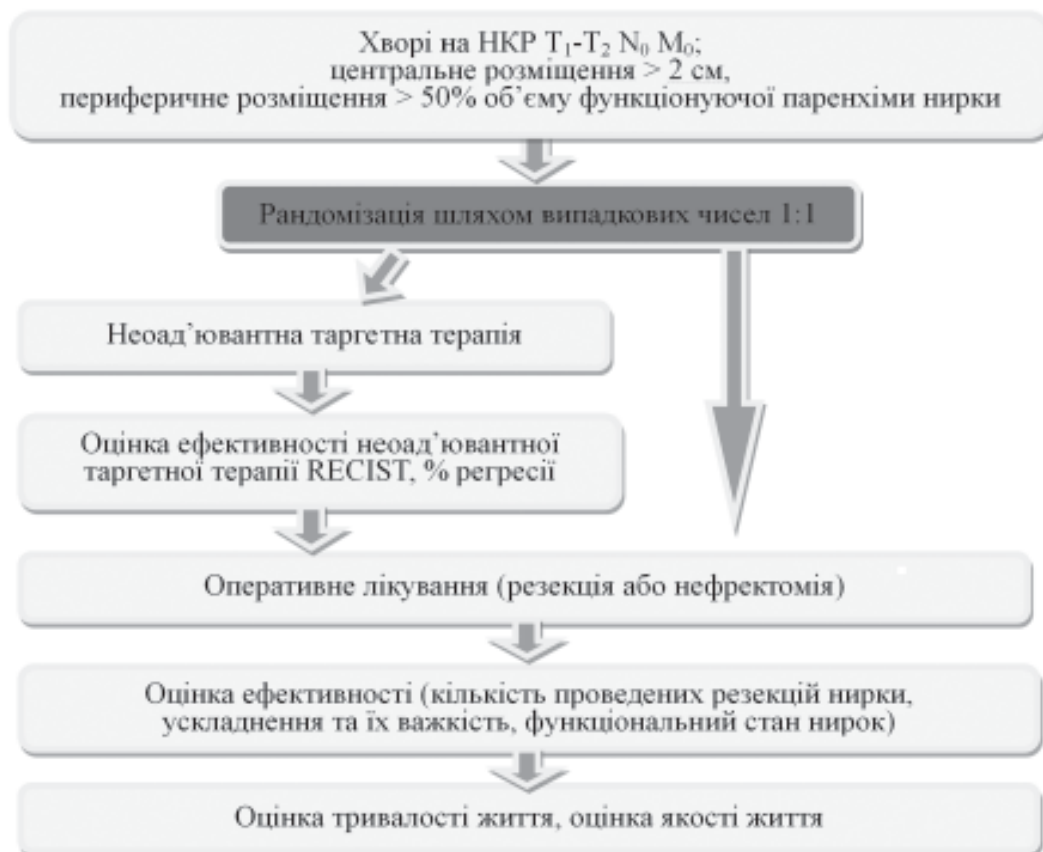 Хворі на НКР T₁-T₂ N₀ M₀;
центральне розміщення > 2 см,
периферичне розміщення > 50% об’єму функціонуючої паренхіми нирки
Рандомізація шляхом випадкових чисел 1:1
Неоад’ювантна таргетна терапія
Оцінка ефективності неоад’ювантної
таргетної терапії RECIST, % регресії
Оперативне лікування (резекція або нефректомія)
Оцінка ефективності (кількість проведених резекцій нирки,
ускладнення та їх важкість, функціональний стан нирок)
Оцінка тривалості життя, оцінка якості життя